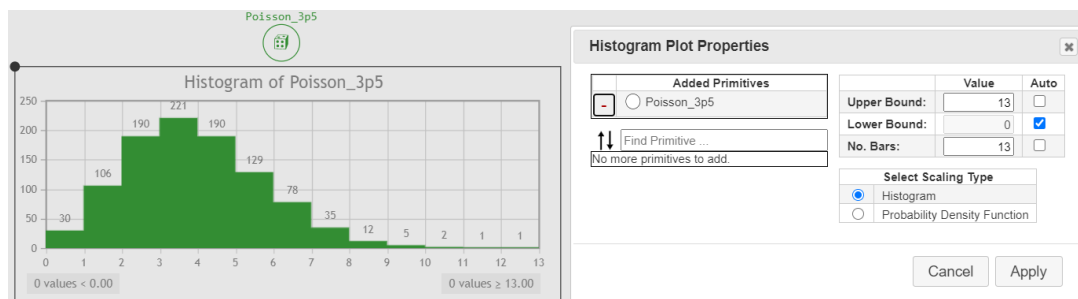 Poisson_3p5
Histogram of Poisson_3p5
250
200
150
100
50
0
30
106
190
221
190
129
78
35
12
5
2
1
1
0 1 2 3 4 5 6 7 8 9 10 11 12 13
0 values < 0.00
0 values ≥ 13.00
Histogram Plot Properties
Added Primitives
- Poisson_3p5
Find Primitive ...
No more primitives to add.
Value Auto
Upper Bound: 13
Lower Bound: 0
No. Bars: 13
Select Scaling Type
Histogram
Probability Density Function
Cancel Apply